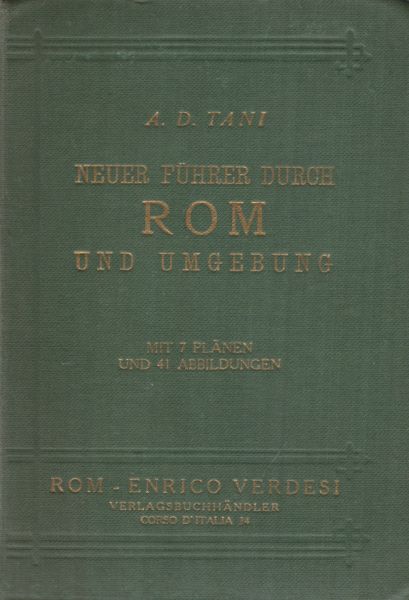 A. D. TANI
NEUER FÜHRER DURCH
ROM
UND UMGEBUNG
MIT 7 PLÄNEN
UND 41 ABBILDUNGEN
ROM - ENRICO VERDESI
VERLAGSBUCHHÄNDLER
CORSO D'ITALIA 34